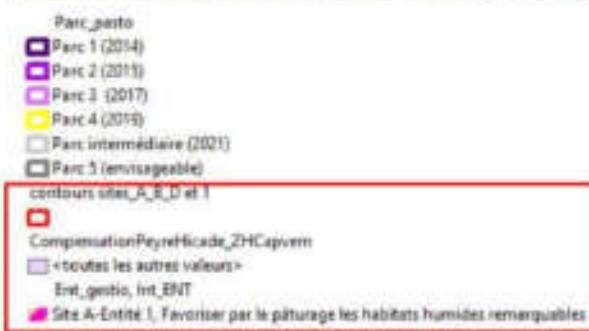 Parc_pasto
Parc 1 (2014)
Parc 2 (2015)
Parc 3 (2017)
Parc 4 (2019)
Parc intermédiaire (2021)
Parc 5 (envisageable)
contours sites_A_B_D et 1
CompensationPeyreHicade_ZHCapvern
<toutes les autres valeurs>
Ent_gestio, Int_ENT
Site A-Entité 1, Favoriser par le pâturage les habitats humides remarquables